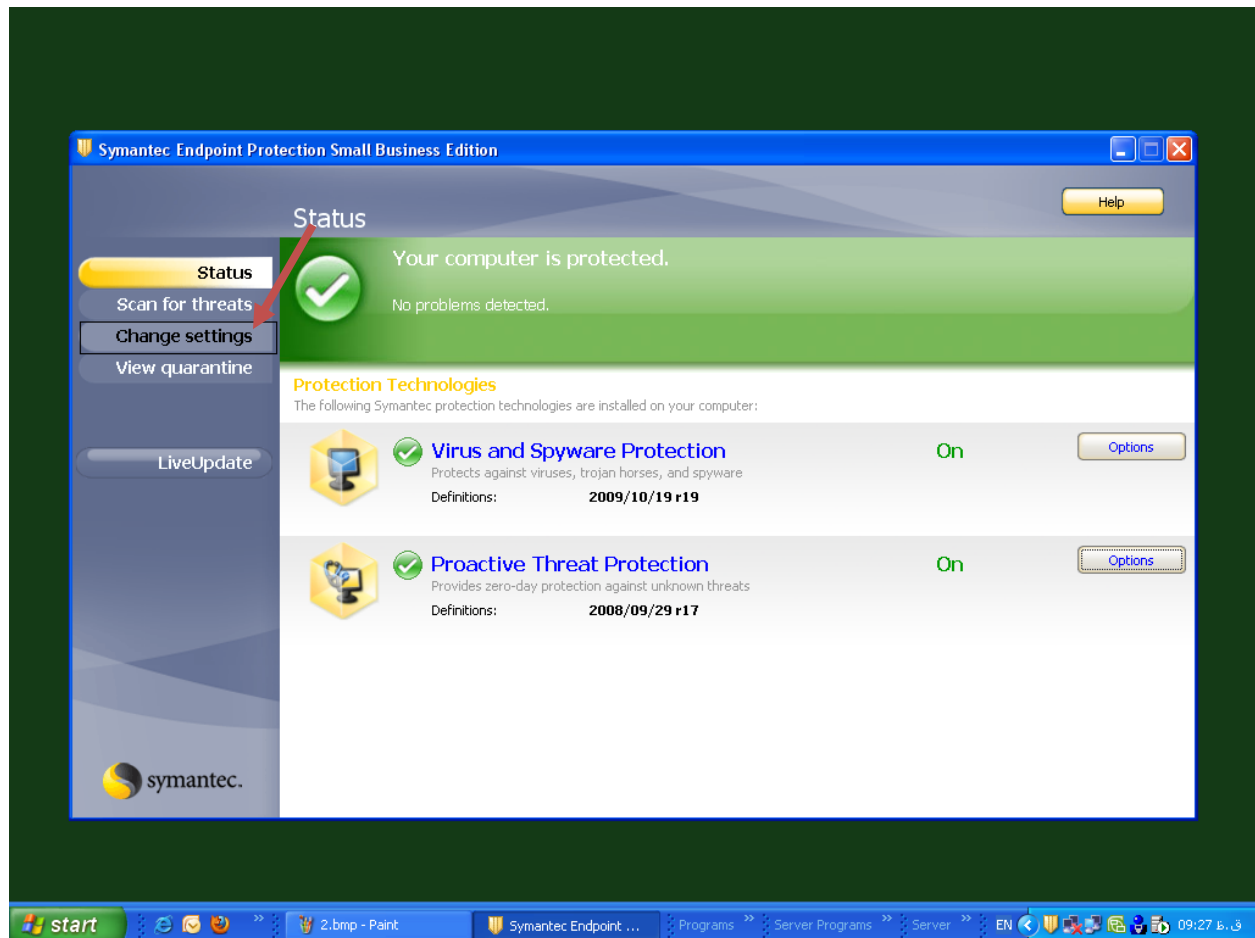 Symantec Endpoint Protection Small Business Edition
Status
Help
Status
Scan for threats
Change settings
View quarantine
LiveUpdate
Your computer is protected.
No problems detected.
Protection Technologies
The following Symantec protection technologies are installed on your computer:
Virus and Spyware Protection
On
Options
Protects against viruses, trojan horses, and spyware
Definitions: 2009/10/19 r19
Proactive Threat Protection
On
Options
Provides zero-day protection against unknown threats
Definitions: 2008/09/29 r17
symantec.
start
2.bmp - Paint
Symantec Endpoint ...
Programs
Server Programs
Server
EN
09:27 ق.ظ